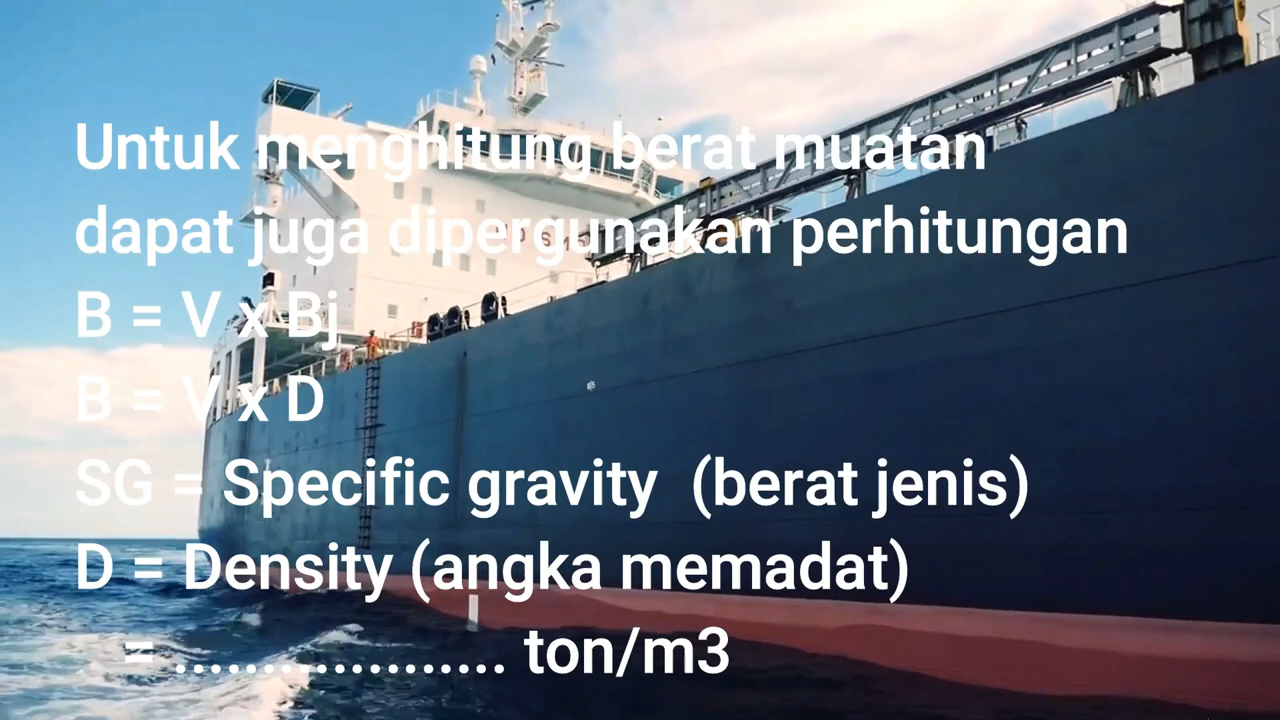 Untuk menghitung berat muatan
dapat juga dipergunakan perhitungan
B = V x Bj
B = V x D
SG = Specific gravity (berat jenis)
D = Density (angka memadat)
= ................... ton/m3